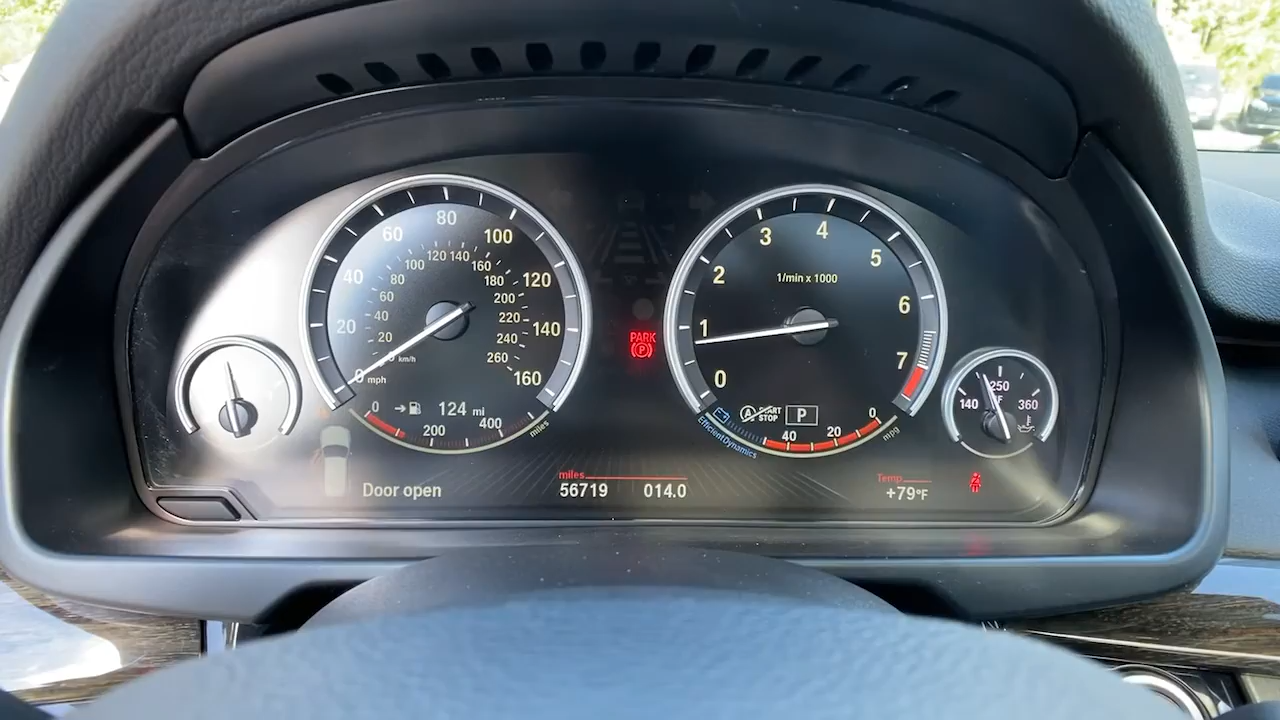 20
40
60
80
100
120
140
160
0
mph
20
40
60
80
100
120
140
160
180
200
220
240
260
km/h
0
200
400
miles
124 mi
PARK
(P)
0
1
2
3
4
5
6
7
1/min x 1000
A START
STOP
P
40
20
0
mpg
EfficientDynamics
140
250
°F
360
Door open
miles
56719 014.0
Temp
+79°F